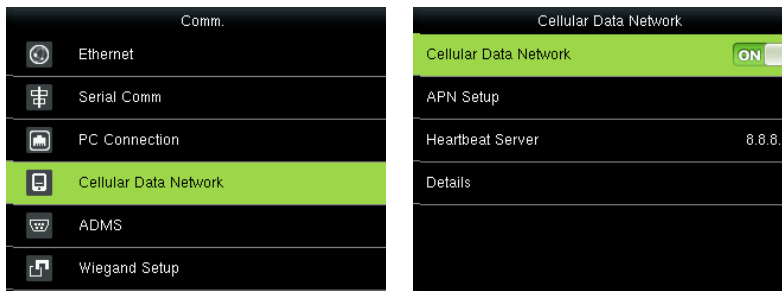 Comm.
Ethernet
Serial Comm
PC Connection
Cellular Data Network
ADMS
Wiegand Setup
Cellular Data Network
Cellular Data Network ON
APN Setup
Heartbeat Server 8.8.8.
Details